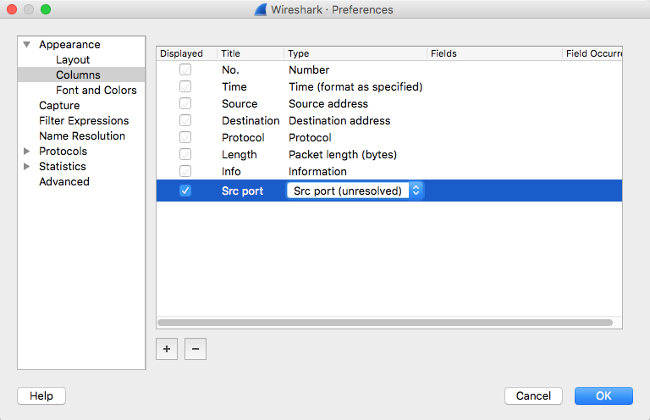 Wireshark · Preferences
Appearance
Layout
Columns
Font and Colors
Capture
Filter Expressions
Name Resolution
Protocols
Statistics
Advanced
Displayed Title Type Fields Field Occurre
No. Number
Time Time (format as specified)
Source Source address
Destination Destination address
Protocol Protocol
Length Packet length (bytes)
Info Information
Src port Src port (unresolved)
+ −
Help Cancel OK